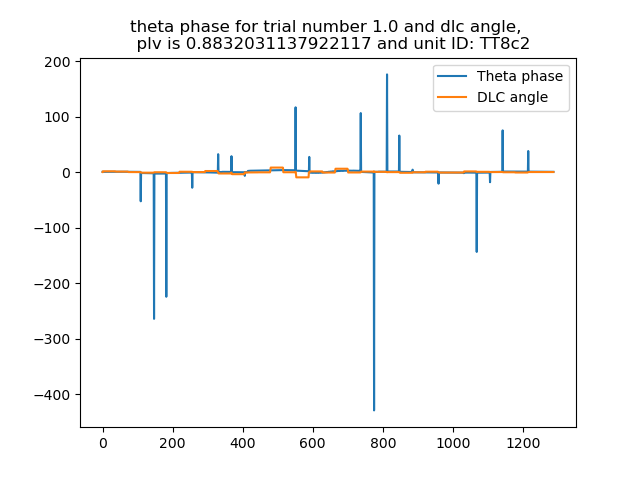 theta phase for trial number 1.0 and dlc angle,
plv is 0.8832031137922117 and unit ID: TT8c2
Theta phase
DLC angle
200
100
0
−100
−200
−300
−400
0 200 400 600 800 1000 1200